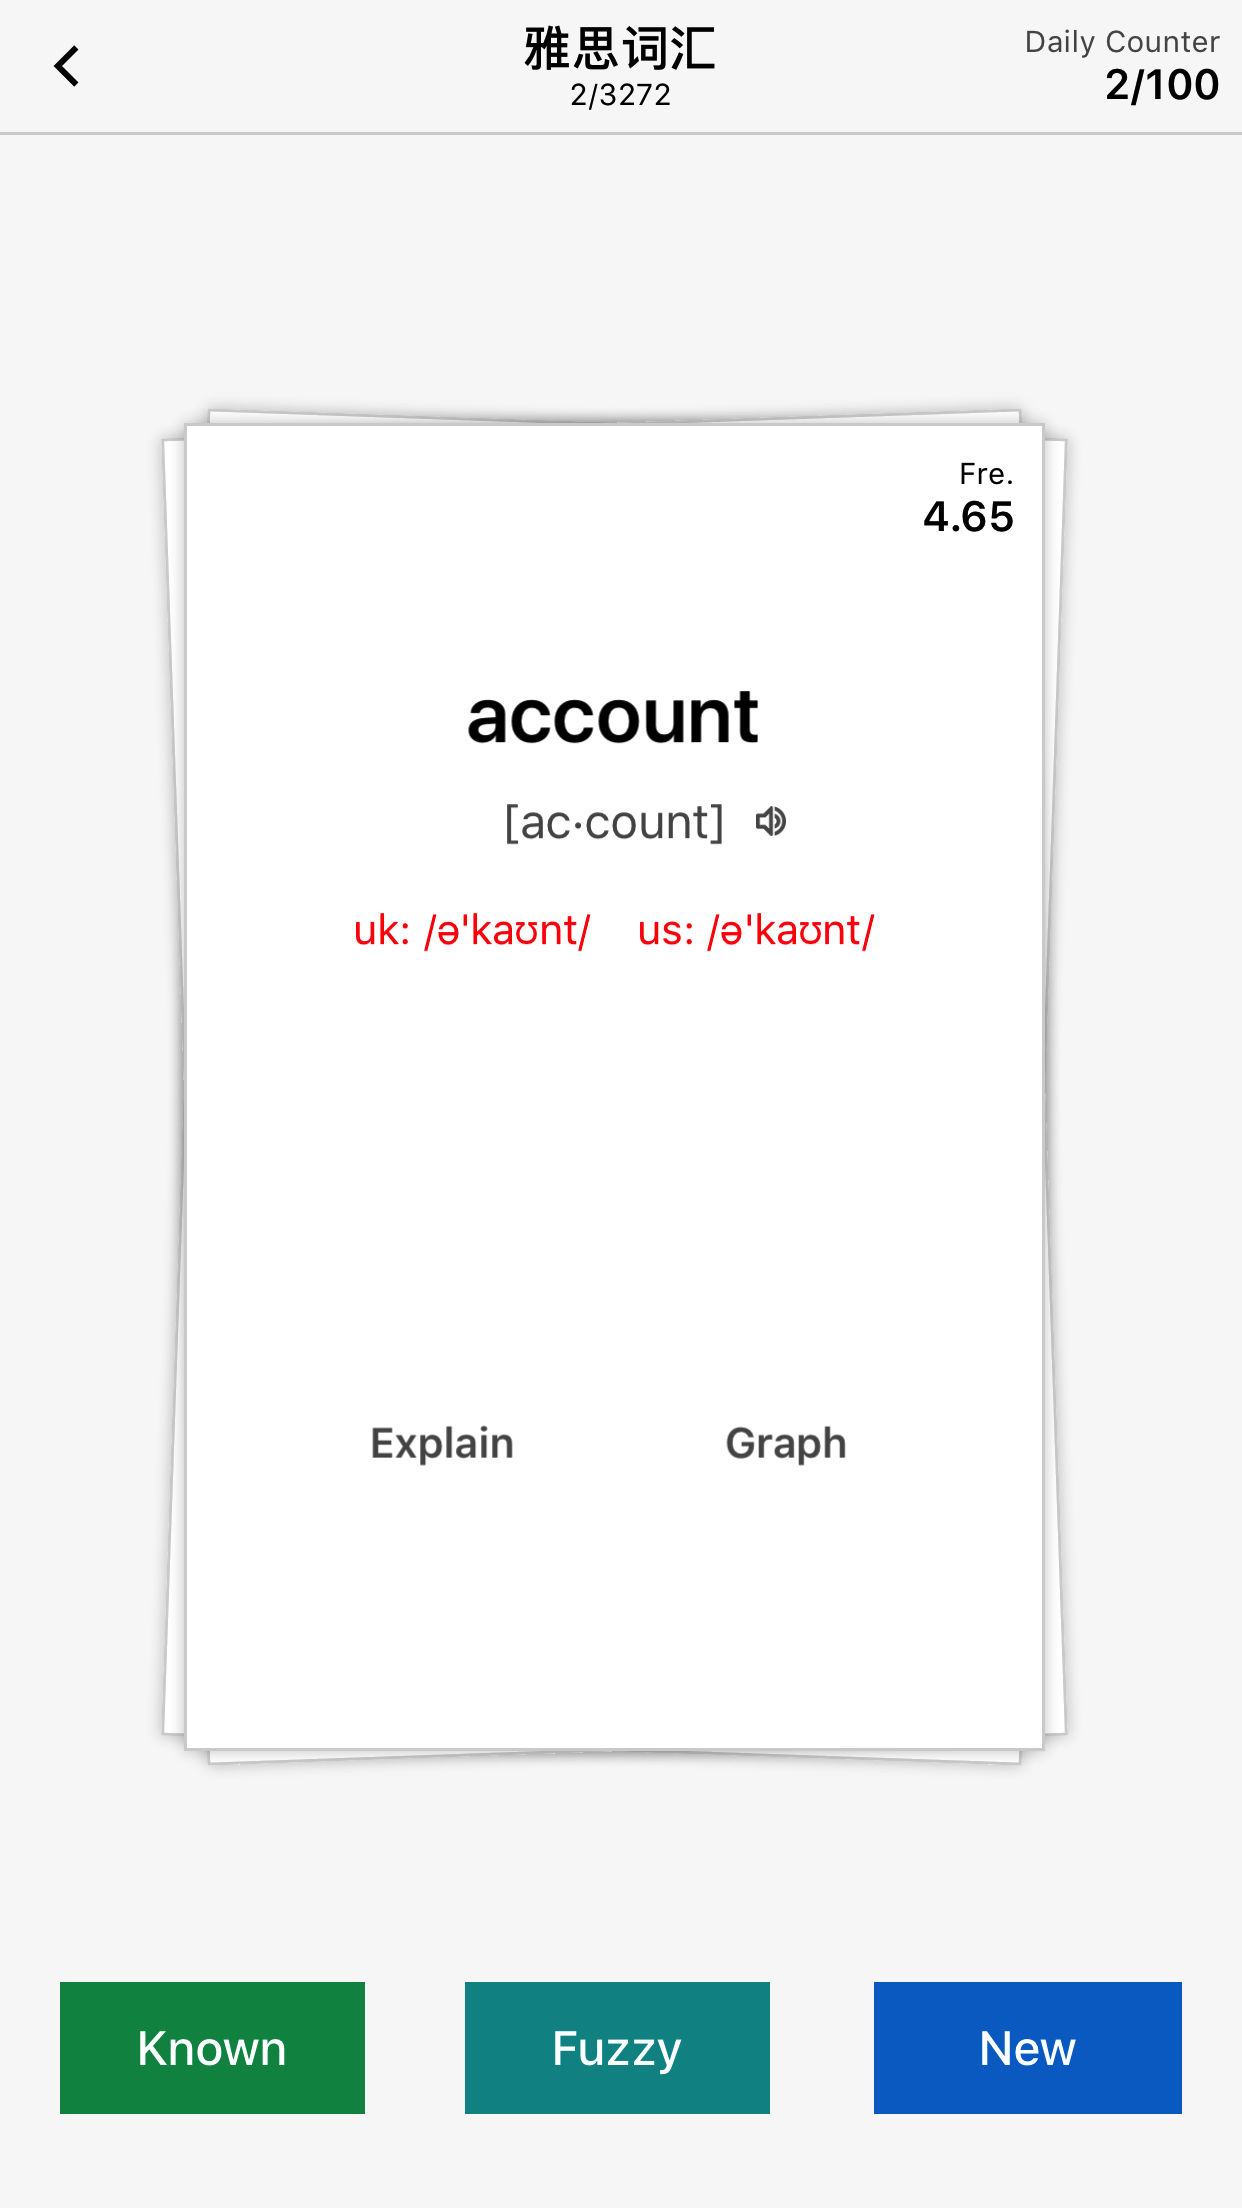 雅思词汇
2/3272
Daily Counter
2/100
Fre.
4.65
account
[ac·count]
uk: /ə'kaʊnt/ us: /ə'kaʊnt/
Explain Graph
Known Fuzzy New